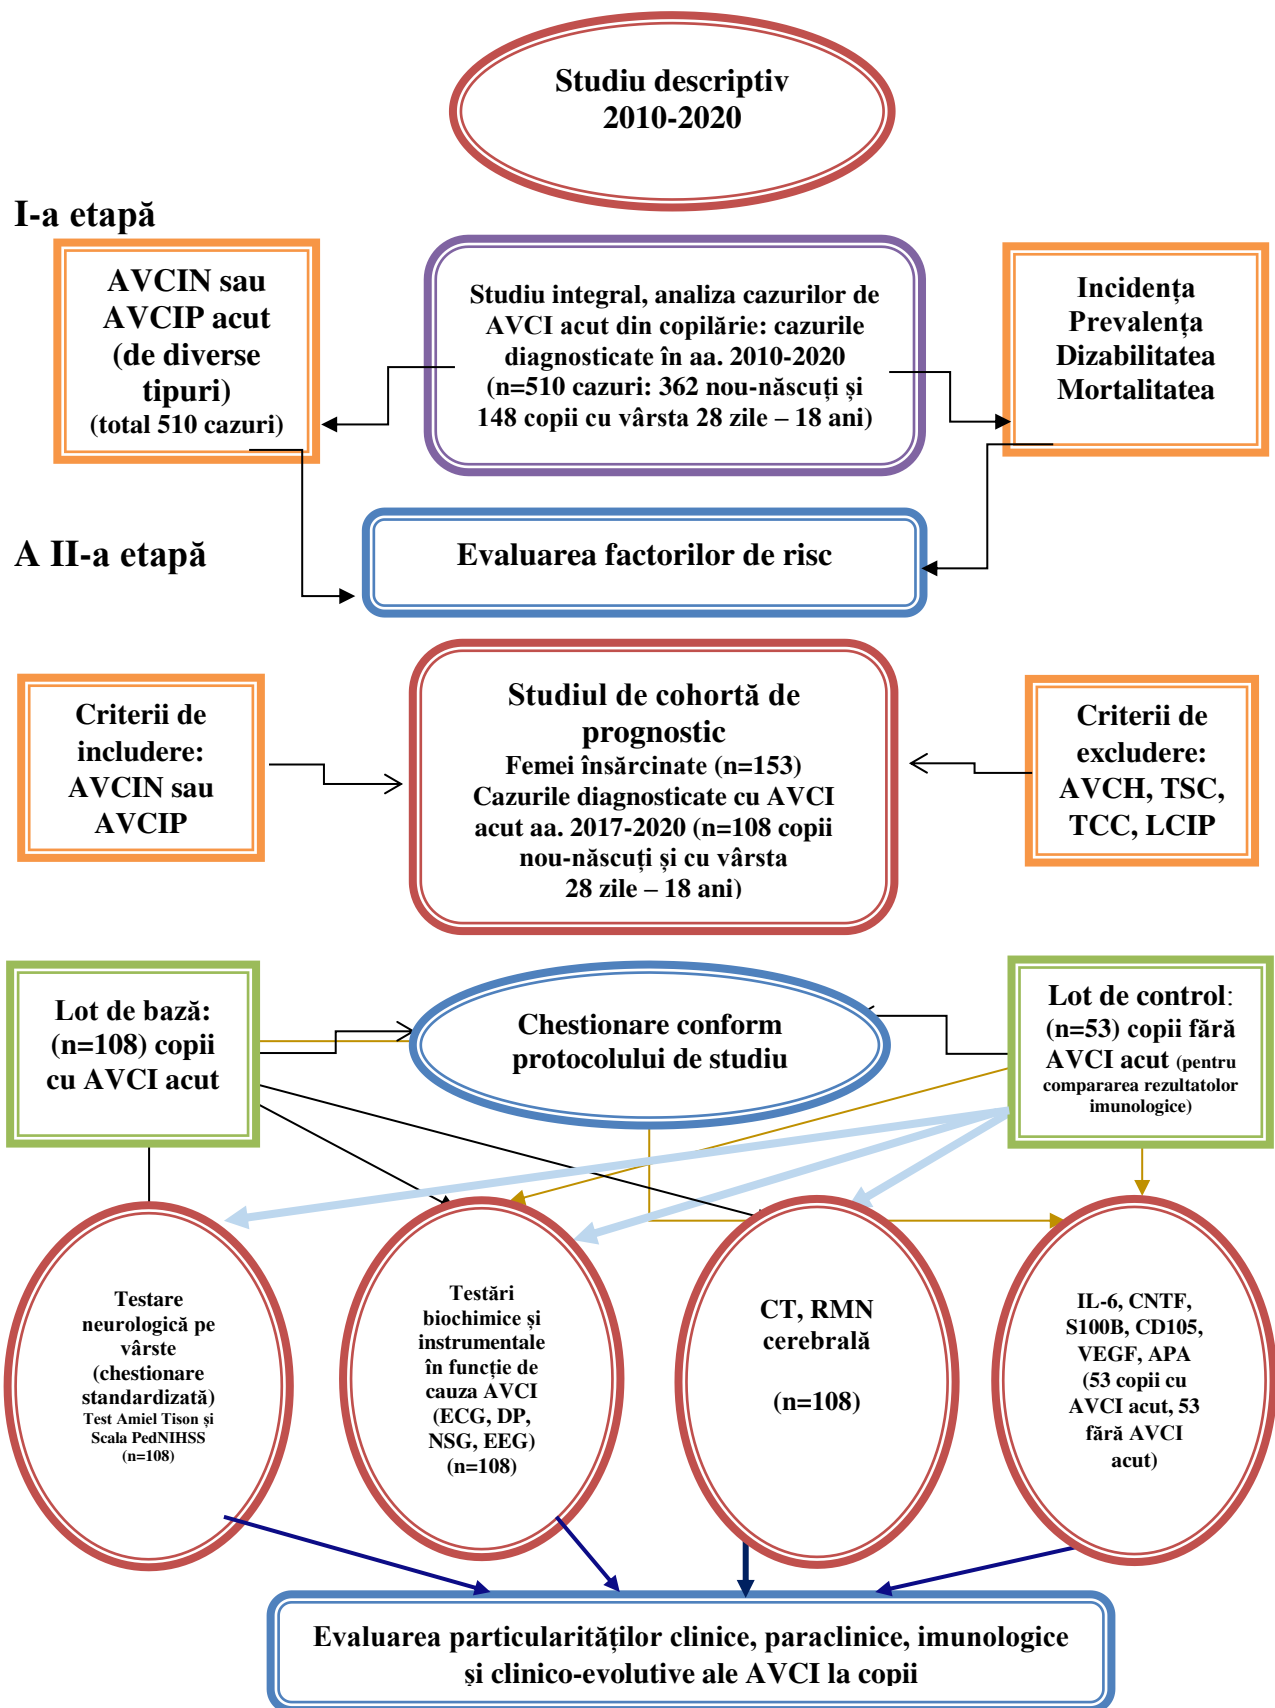 Studiu descriptiv
2010-2020
I-a etapă
AVCIN sau
AVCIP acut
(de diverse
tipuri)
(total 510 cazuri)
Studiu integral, analiza cazurilor de
AVCI acut din copilărie: cazurile
diagnosticate în aa. 2010-2020
(n=510 cazuri: 362 nou-născuți și
148 copii cu vârsta 28 zile – 18 ani)
Incidența
Prevalența
Dizabilitatea
Mortalitatea
A II-a etapă
Evaluarea factorilor de risc
Criterii de
includere:
AVCIN sau
AVCIP
Studiul de cohortă de
prognostic
Femei însărcinate (n=153)
Cazurile diagnosticate cu AVCI
acut aa. 2017-2020 (n=108 copii
nou-născuți și cu vârsta
28 zile – 18 ani)
Criterii de
excludere:
AVCH, TSC,
TCC, LCIP
Lot de bază:
(n=108) copii
cu AVCI acut
Chestionare conform
protocolului de studiu
Lot de control:
(n=53) copii fără
AVCI acut (pentru
compararea rezultatolor
imunologice)
Testare
neurologică pe
vârste
(chestionare
standardizată)
Test Amiel Tison și
Scala PedNIHSS
(n=108)
Testări
biochimice și
instrumentale
în funcție de
cauza AVCI
(ECG, DP,
NSG, EEG)
(n=108)
CT, RMN
cerebrală
(n=108)
IL-6, CNTF,
S100B, CD105,
VEGF, APA
(53 copii cu
AVCI acut, 53
fără AVCI
acut)
Evaluarea particularităților clinice, paraclinice, imunologice
și clinico-evolutive ale AVCI la copii